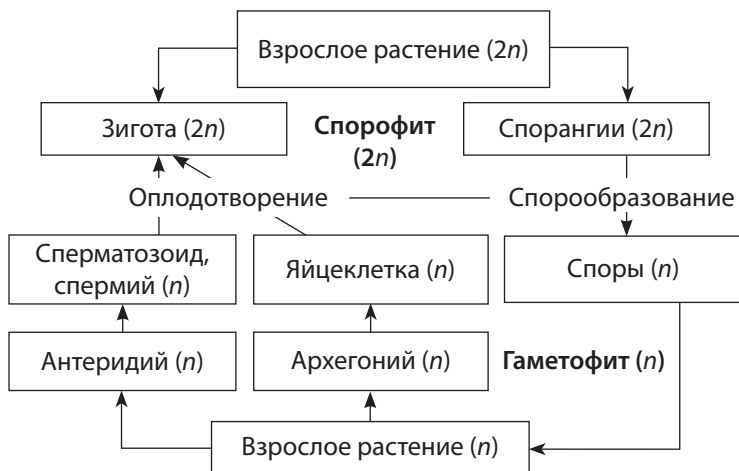 Взрослое растение (2n)
Зигота (2n)
Спорофит
(2n)
Спорангии (2n)
Оплодотворение
Спорообразование
Сперматозоид,
спермий (n)
Яйцеклетка (n)
Споры (n)
Антеридий (n)
Архегоний (n)
Гаметофит (n)
Взрослое растение (n)